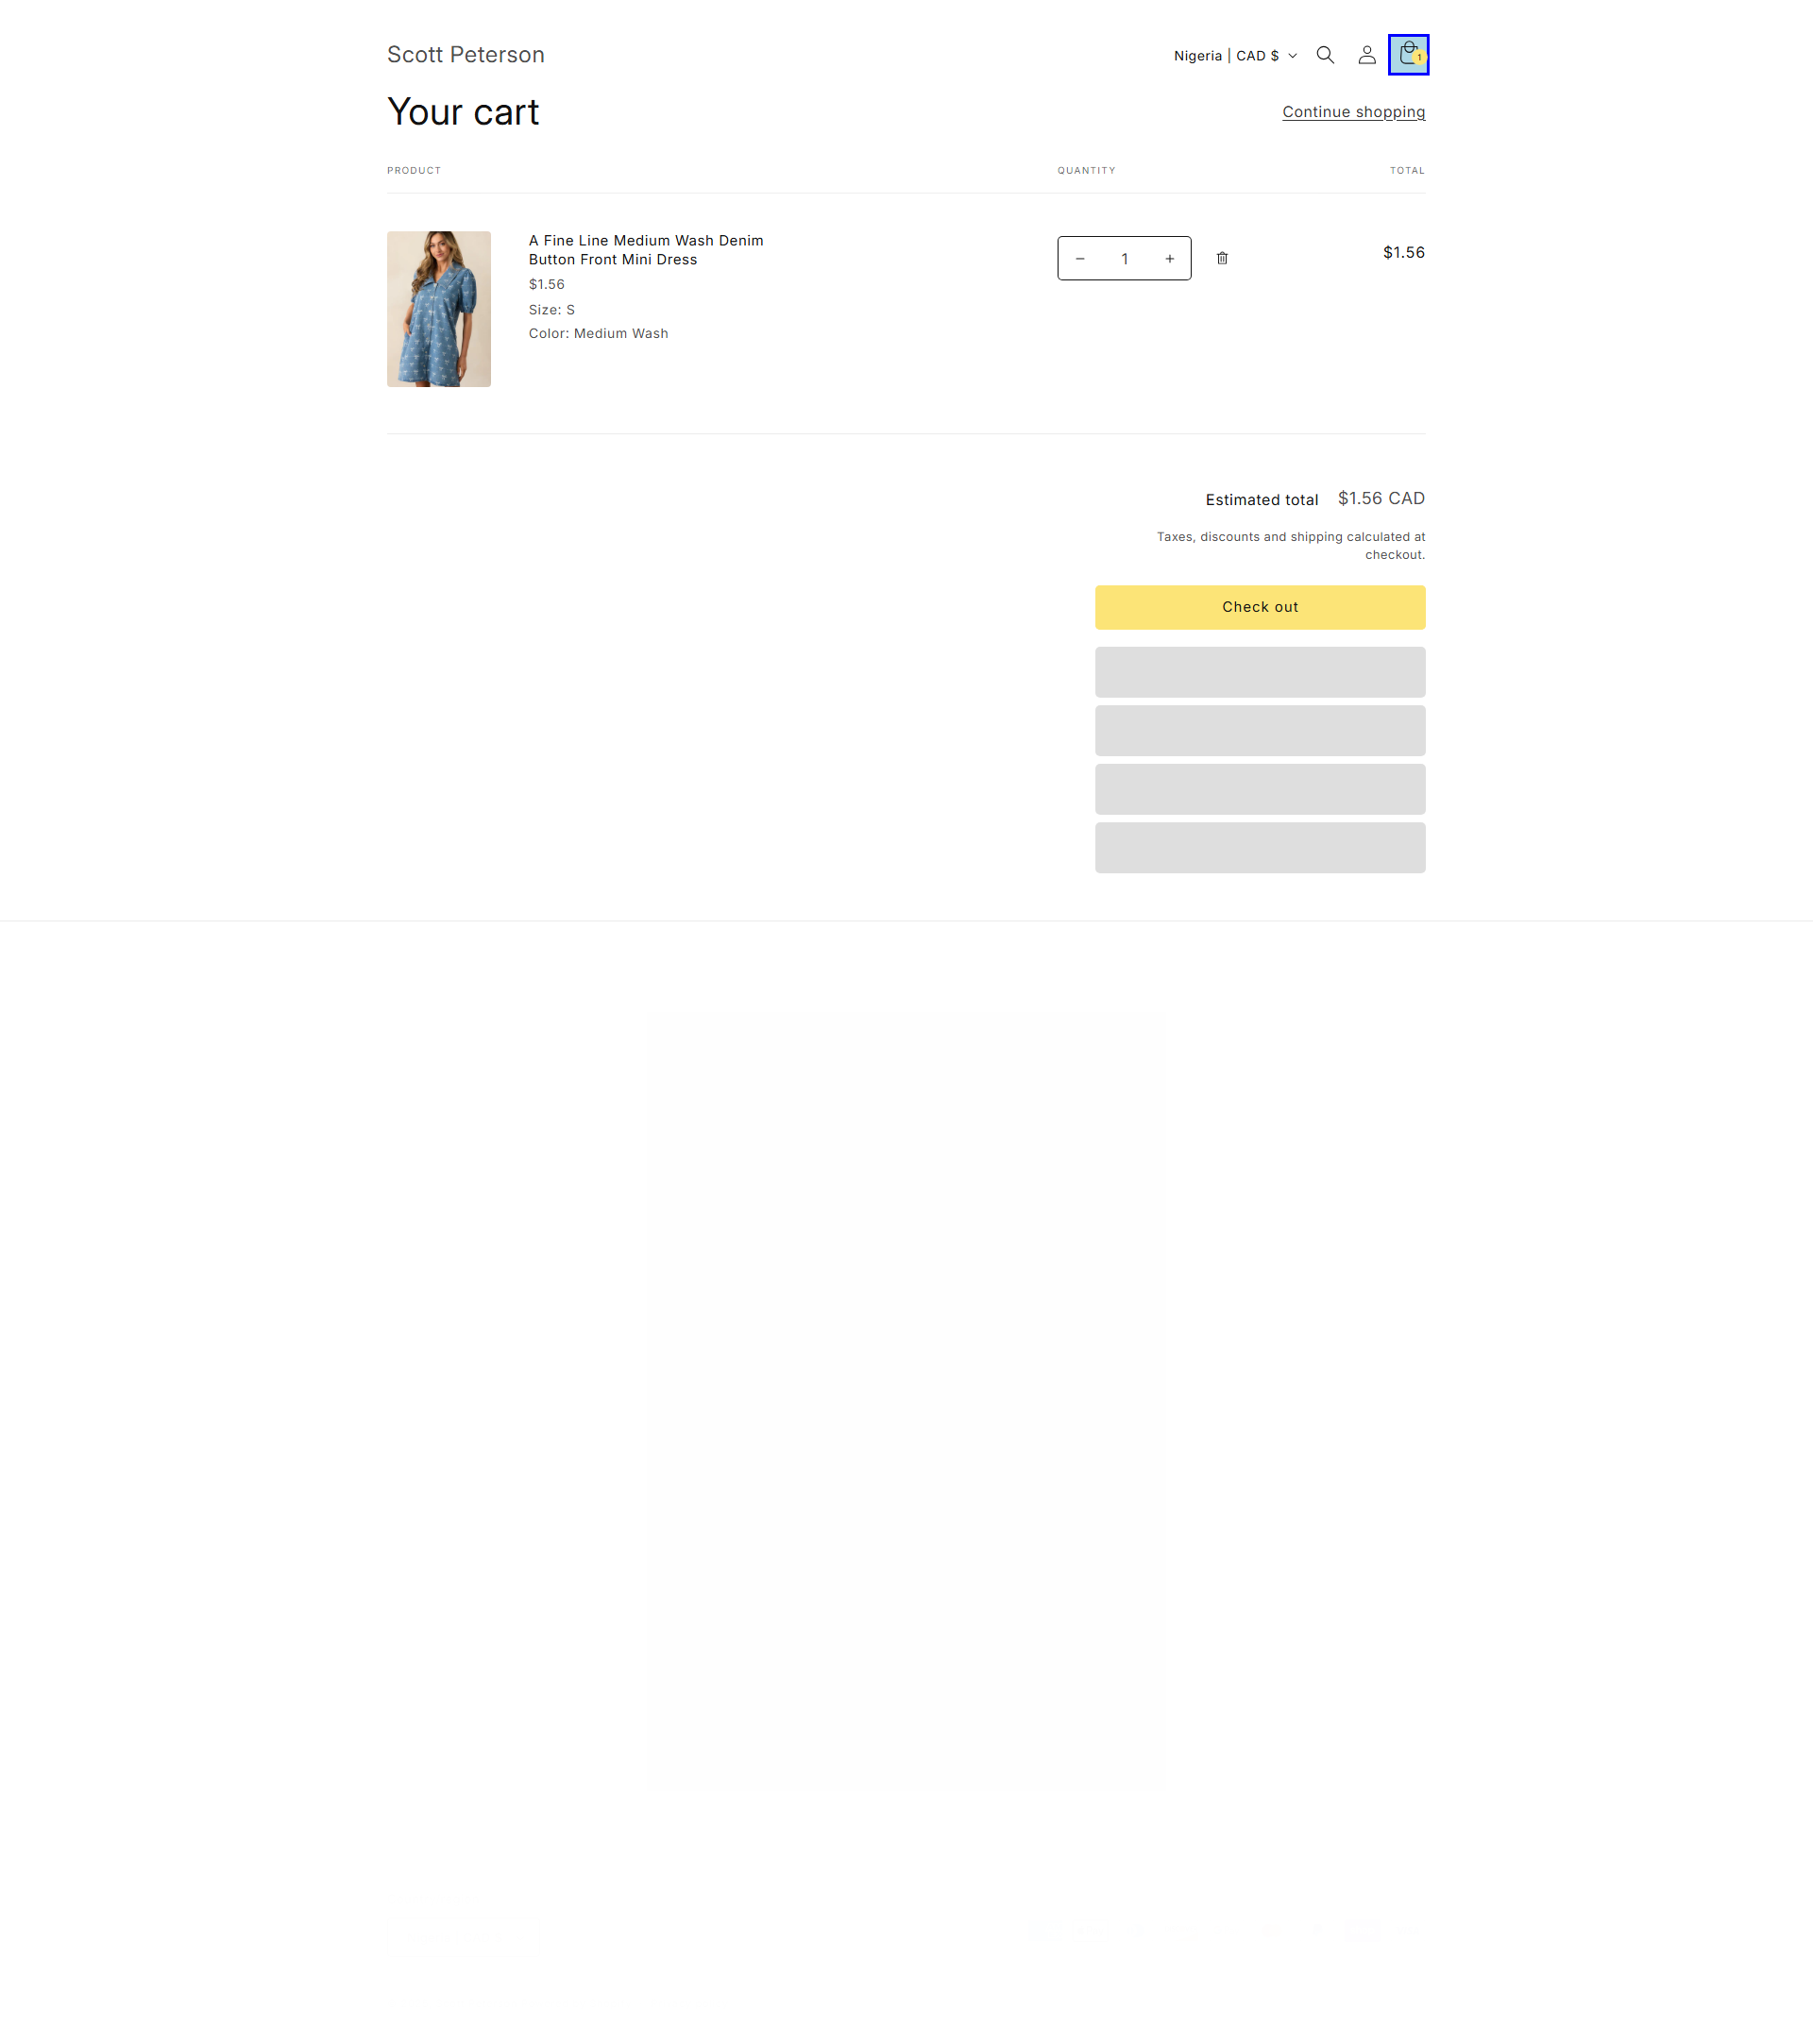 Scott Peterson
Nigeria | CAD $
1
Your cart
Continue shopping
PRODUCT
QUANTITY
TOTAL
A Fine Line Medium Wash Denim
Button Front Mini Dress
$1.56
Size: S
Color: Medium Wash
1
$1.56
Estimated total $1.56 CAD
Taxes, discounts and shipping calculated at
checkout.
Check out